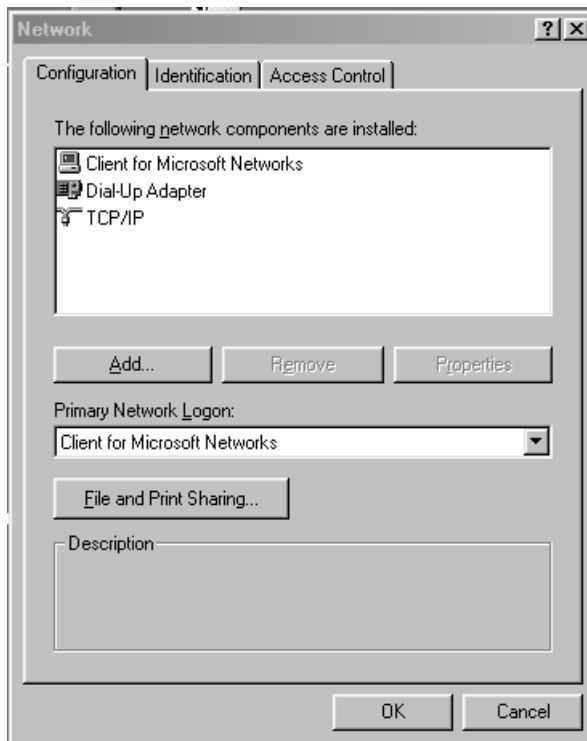 Network
Configuration Identification Access Control
The following network components are installed:
Client for Microsoft Networks
Dial-Up Adapter
TCP/IP
Add... Remove Properties
Primary Network Logon:
Client for Microsoft Networks
File and Print Sharing...
Description
OK Cancel